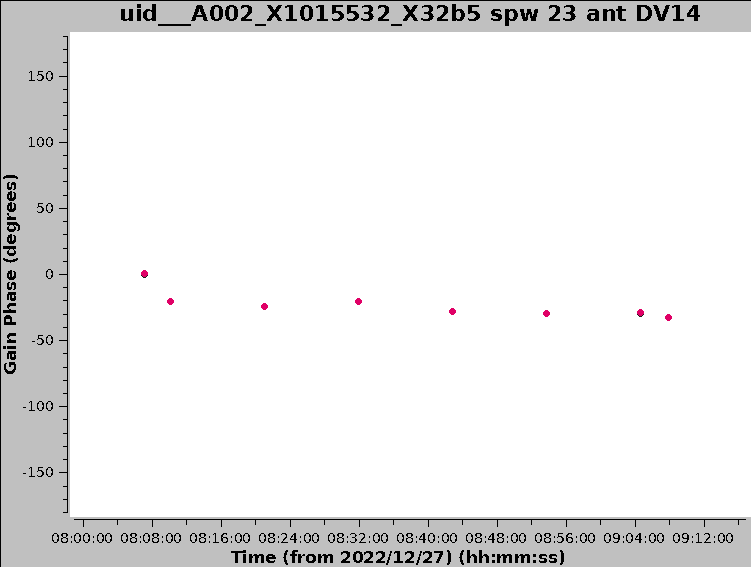 uid___A002_X1015532_X32b5 spw 23 ant DV14
Gain Phase (degrees)
150
100
50
0
-50
-100
-150
08:00:00 08:08:00 08:16:00 08:24:00 08:32:00 08:40:00 08:48:00 08:56:00 09:04:00 09:12:00
Time (from 2022/12/27) (hh:mm:ss)